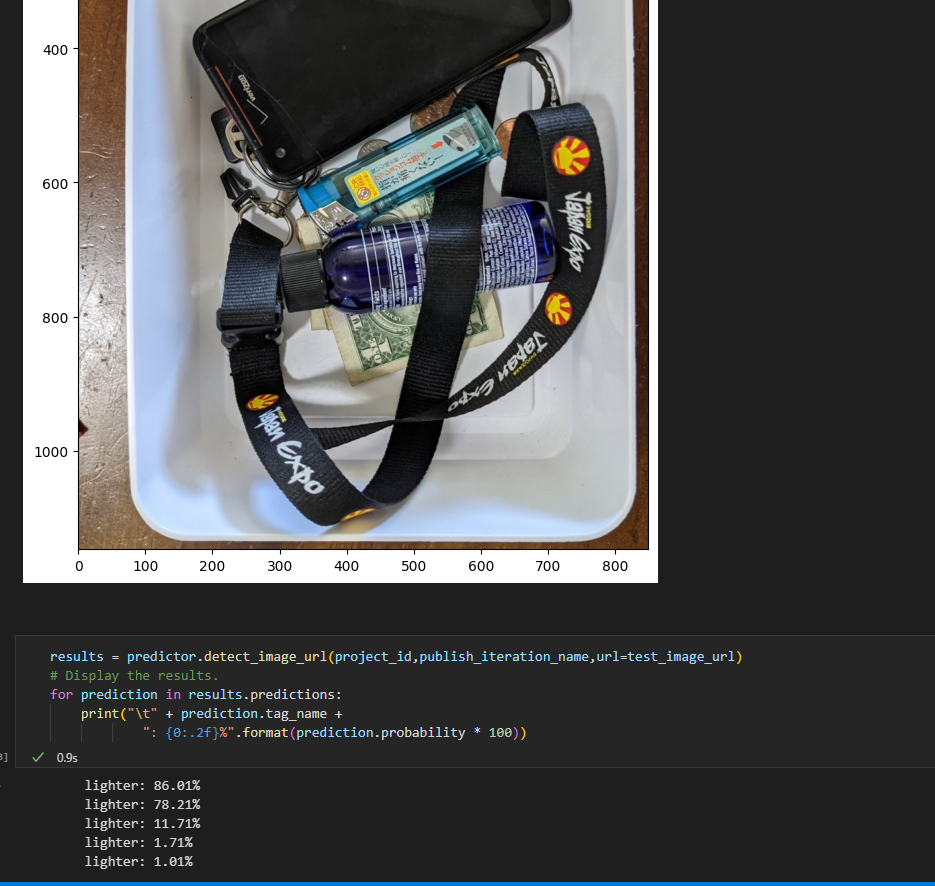 400
600
800
1000
0 100 200 300 400 500 600 700 800
verizon
Japan Expo
Japan Expo
Japan Expo
Japan Expo
results = predictor.detect_image_url(project_id,publish_iteration_name,url=test_image_url)
# Display the results.
for prediction in results.predictions:
print("\t" + prediction.tag_name +
": {0:.2f}%".format(prediction.probability * 100))
0.9s
lighter: 86.01%
lighter: 78.21%
lighter: 11.71%
lighter: 1.71%
lighter: 1.01%